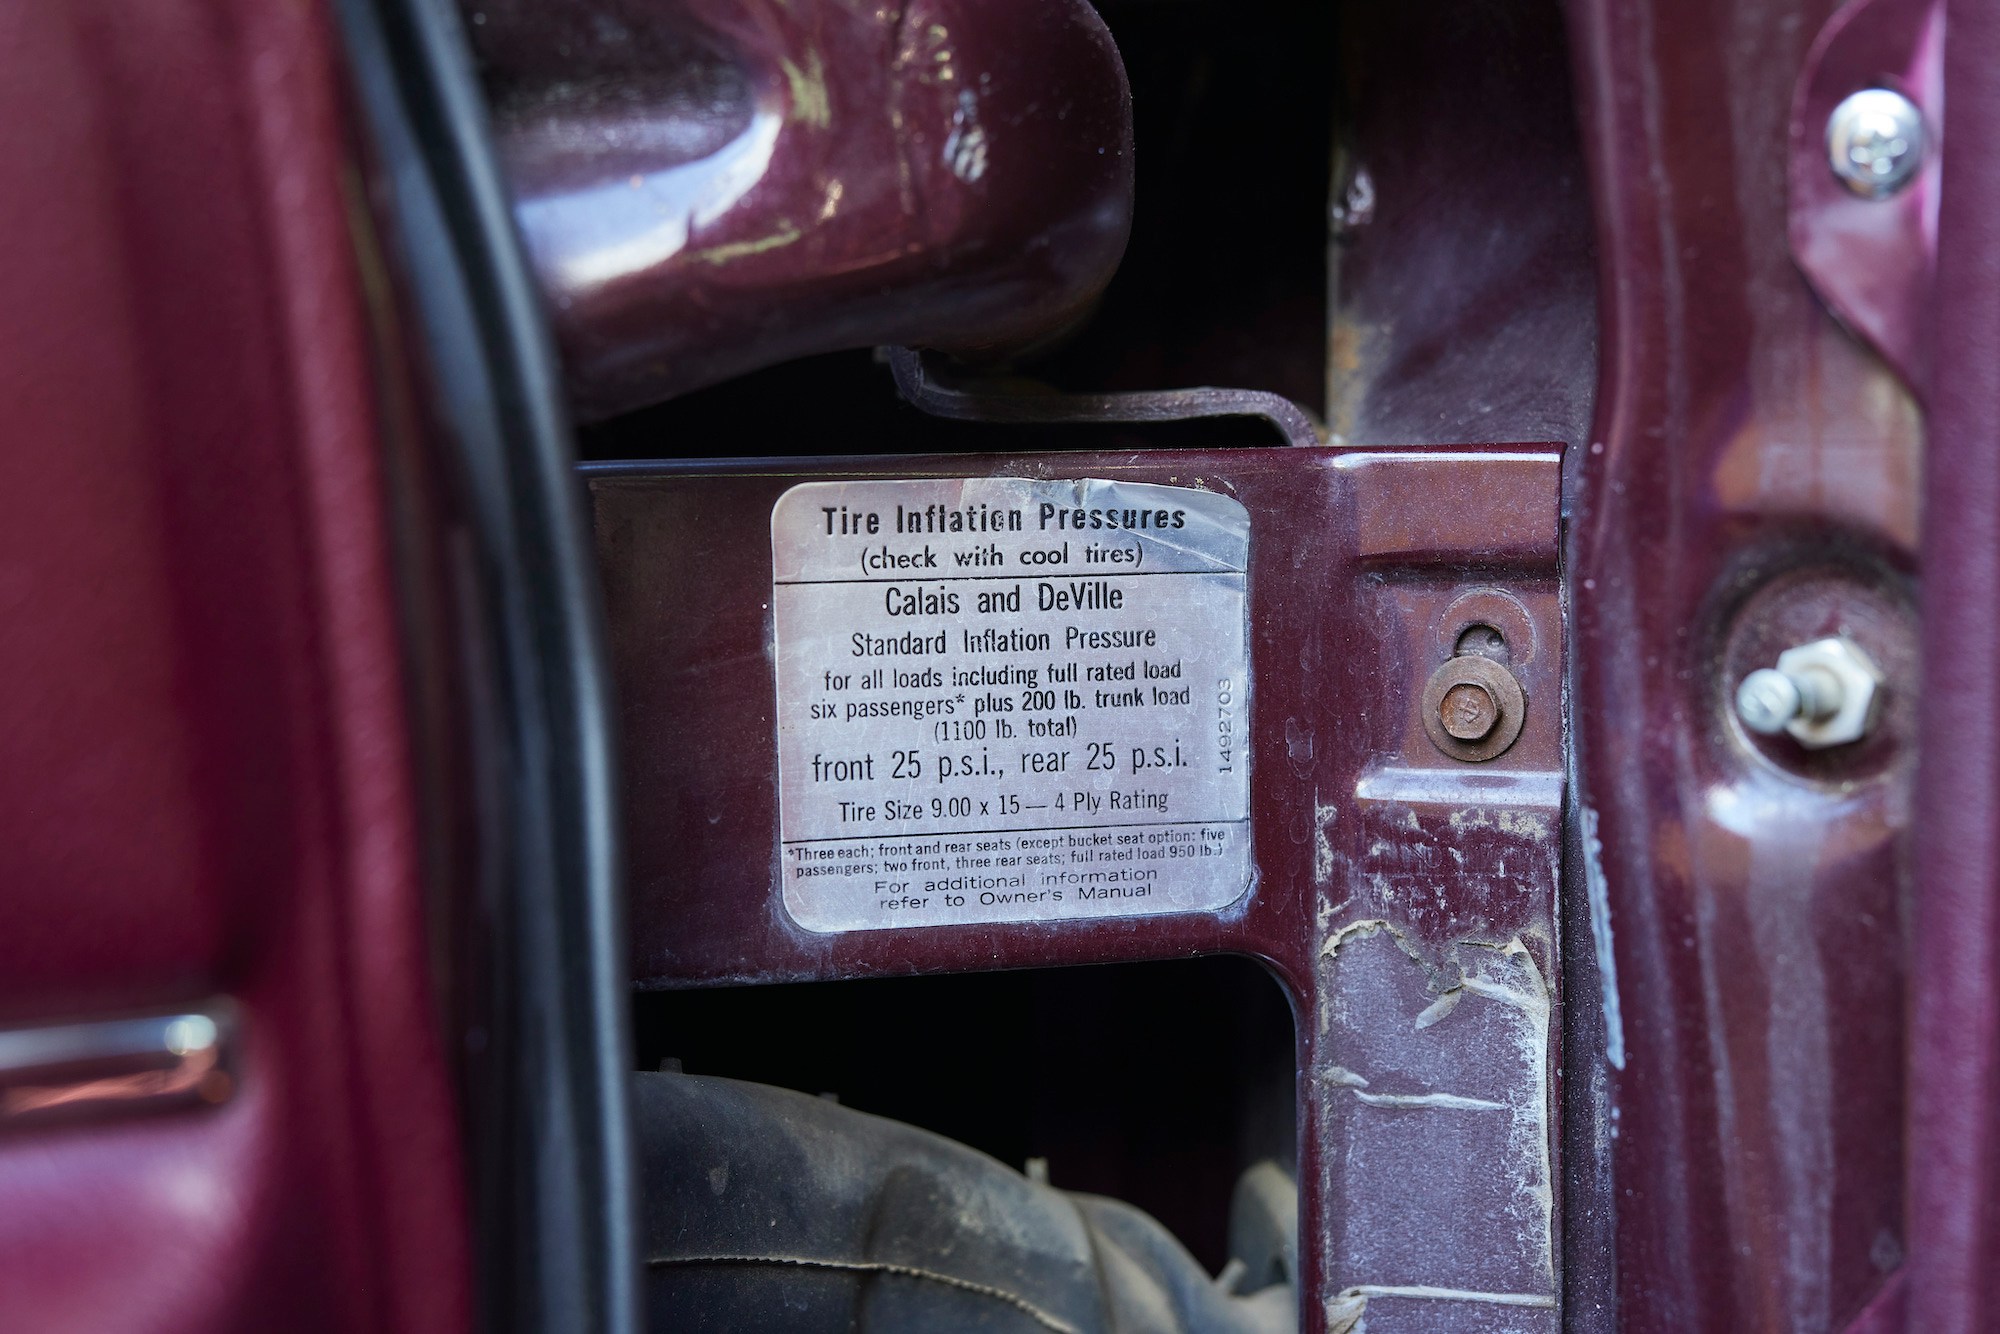 Tire Inflation Pressures
(check with cool tires)
Calais and DeVille
Standard Inflation Pressure
for all loads including full rated load
six passengers* plus 200 lb. trunk load
(1100 lb. total)
front 25 p.s.i., rear 25 p.s.i.
Tire Size 9.00 x 15 — 4 Ply Rating
*Three each; front and rear seats (except bucket seat option: five
passengers; two front, three rear seats; full rated load 950 lb.)
For additional information
refer to Owner's Manual
1492703